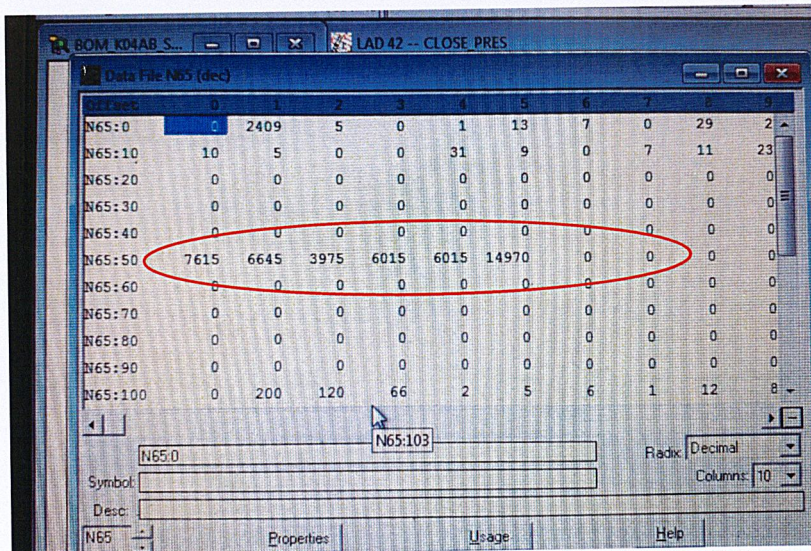 BOM_K04AB_S... LAD 42 -- CLOSE_PRES
Data File N65 (dec)
Offset 0 1 2 3 4 5 6 7 8 9
N65:0 0 2409 5 0 1 13 7 0 29 2
N65:10 10 5 0 0 31 9 0 7 11 23
N65:20 0 0 0 0 0 0 0 0 0 0
N65:30 0 0 0 0 0 0 0 0 0 0
N65:40 0 0 0 0 0 0 0 0 0 0
N65:50 7615 6645 3975 6015 6015 14970 0 0 0 0
N65:60 0 0 0 0 0 0 0 0 0 0
N65:70 0 0 0 0 0 0 0 0 0 0
N65:80 0 0 0 0 0 0 0 0 0 0
N65:90 0 0 0 0 0 0 0 0 0 0
N65:100 0 200 120 66 2 5 6 1 12 8
N65:103
N65:0 Radix: Decimal
Symbol: Columns: 10
Desc:
N65 Properties Usage Help